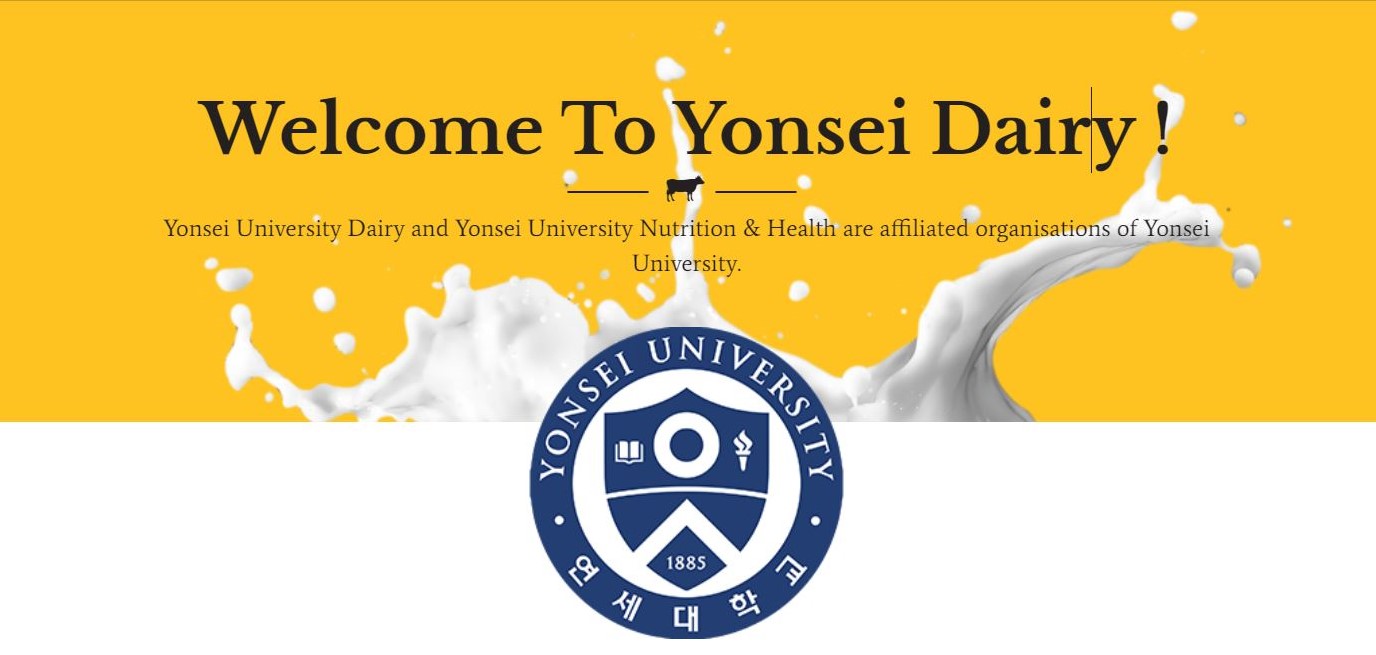 Welcome To Yonsei Dairy !
Yonsei University Dairy and Yonsei University Nutrition & Health are affiliated organisations of Yonsei
University.
YONSEI UNIVERSITY
1885
연세대학교